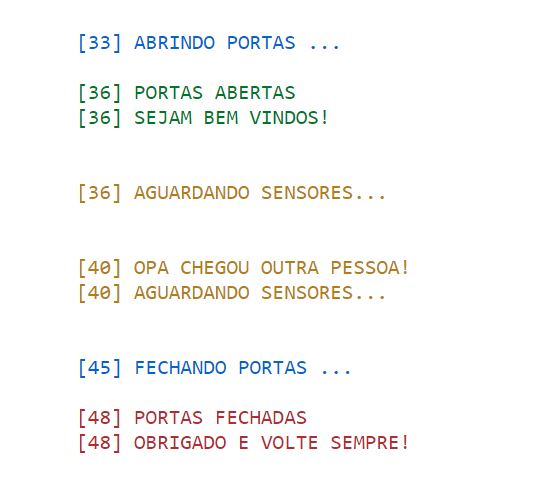 [33] ABRINDO PORTAS ...
[36] PORTAS ABERTAS
[36] SEJAM BEM VINDOS!
[36] AGUARDANDO SENSORES...
[40] OPA CHEGOU OUTRA PESSOA!
[40] AGUARDANDO SENSORES...
[45] FECHANDO PORTAS ...
[48] PORTAS FECHADAS
[48] OBRIGADO E VOLTE SEMPRE!